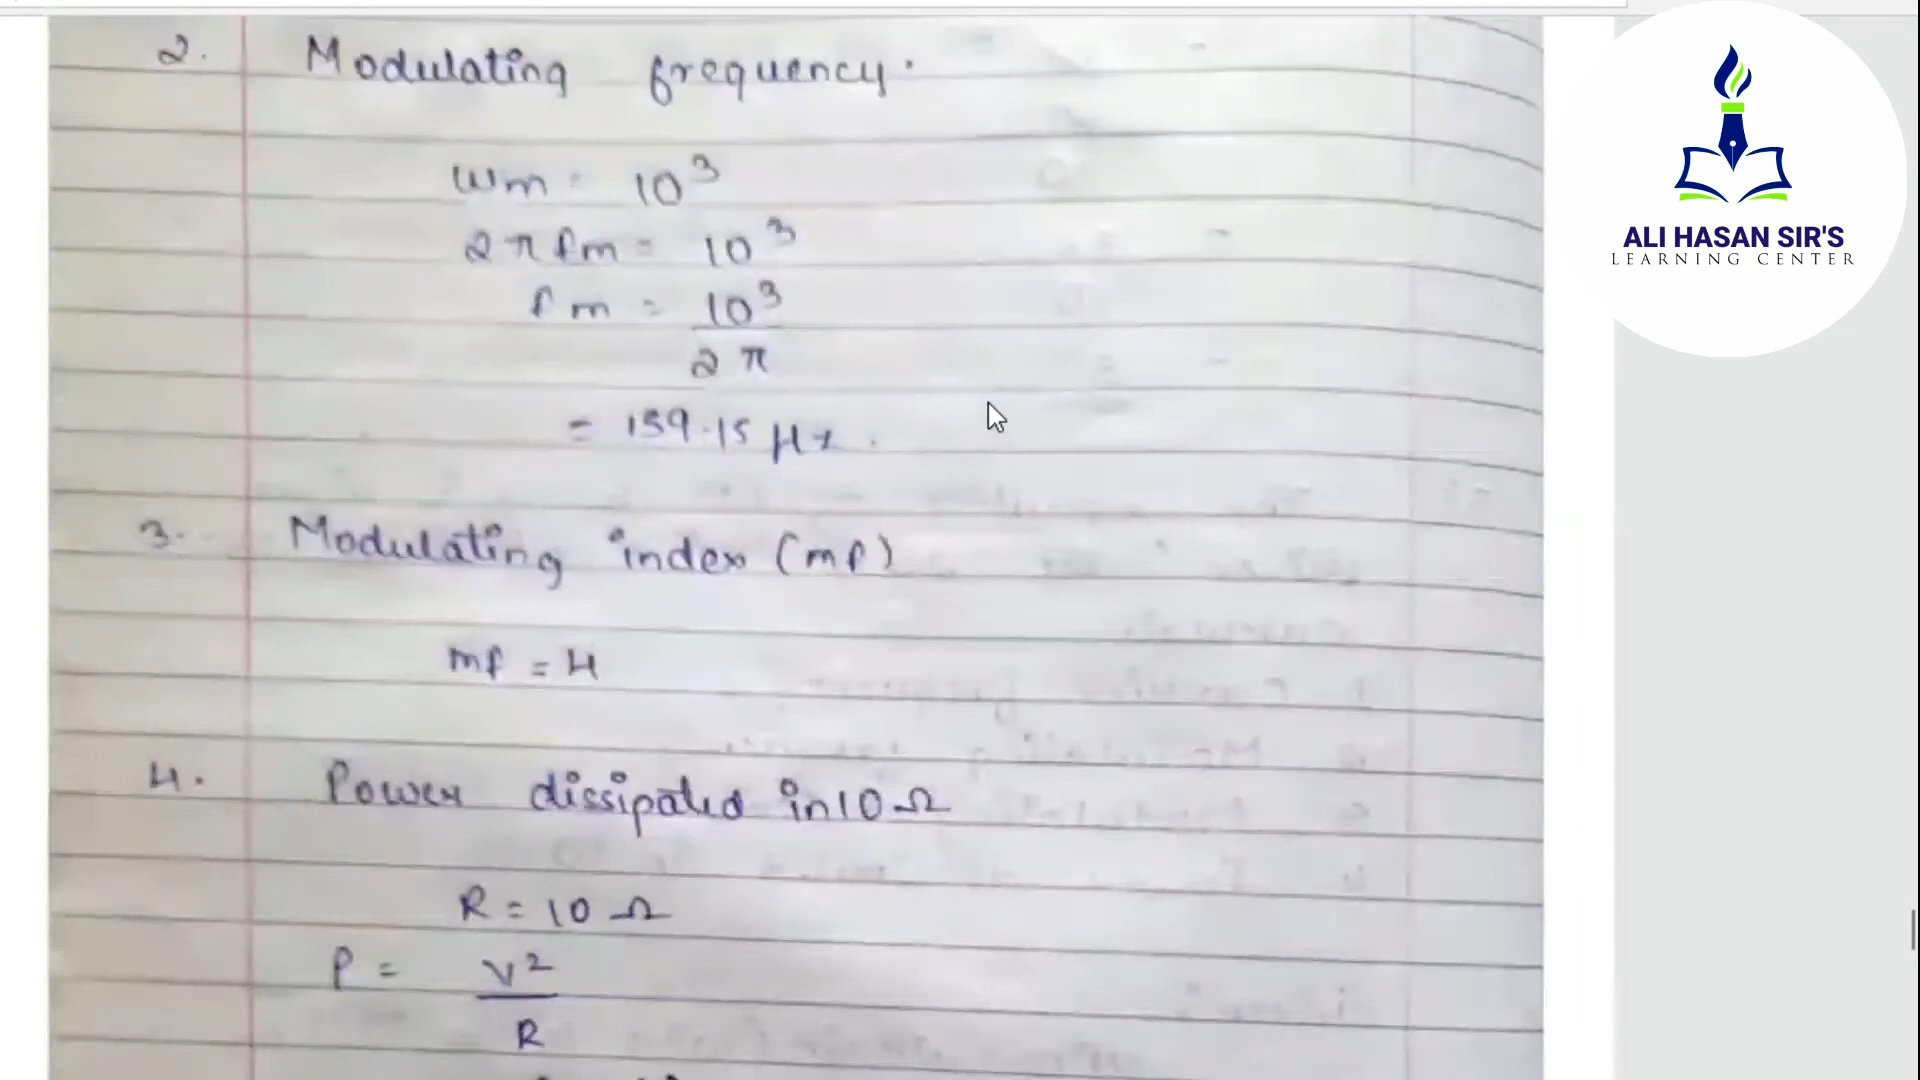 2. Modulating frequency.
ωm = 10³
2πfm = 10³
fm = 10³
2π
= 159.15 Hz.
3. Modulating index (mf)
mf = 4
4. Power dissipated in 10 Ω
R = 10 Ω
P = V²
R
ALI HASAN SIR'S
LEARNING CENTER